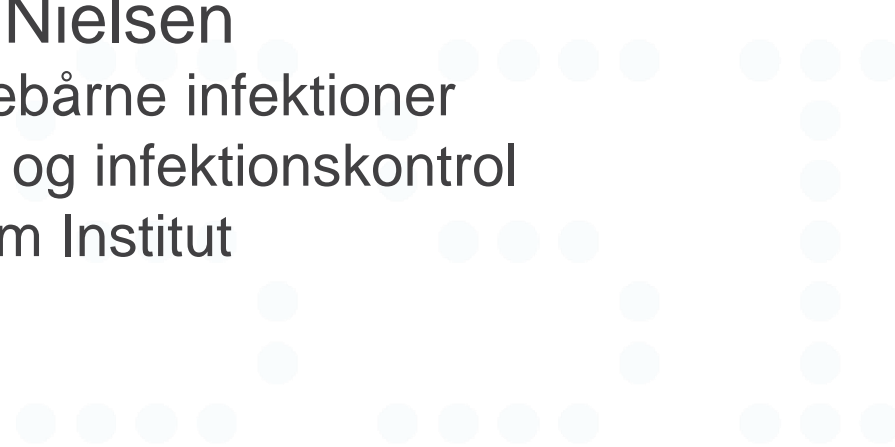 Nielsen
ebårne infektioner
og infektionskontrol
m Institut